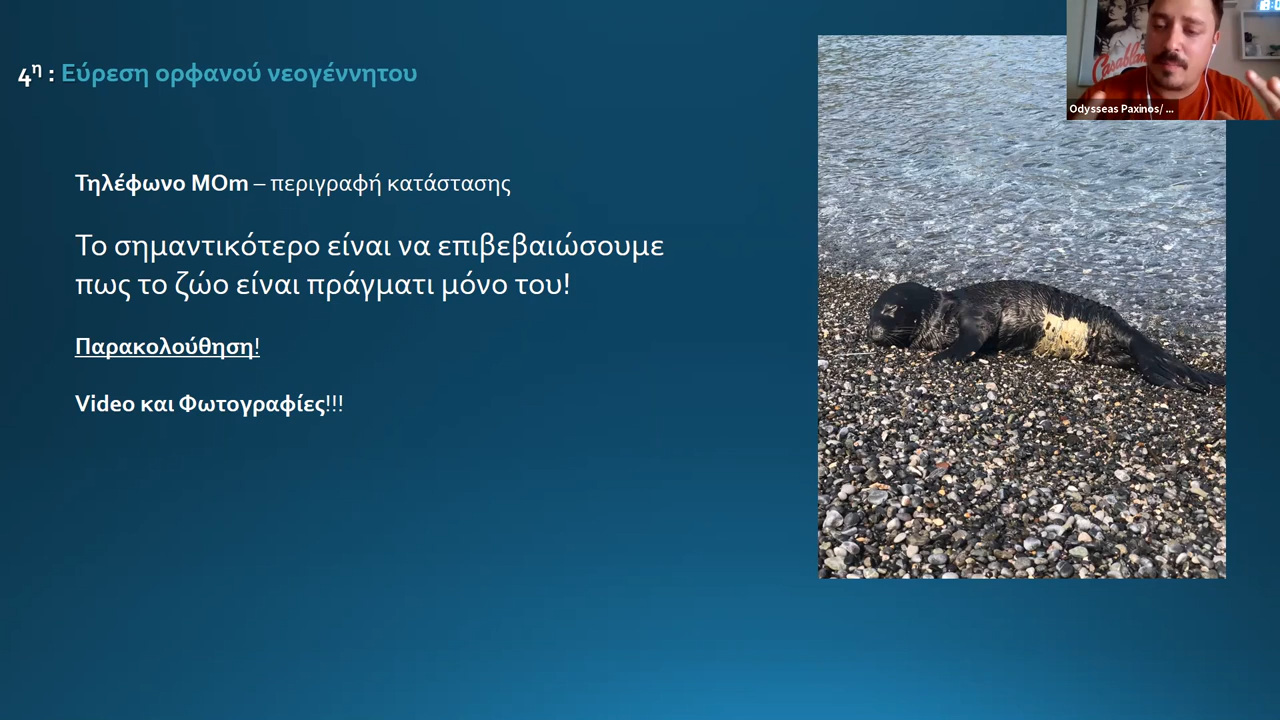 4η : Εύρεση ορφανού νεογέννητου
Τηλέφωνο MOm – περιγραφή κατάστασης
Το σημαντικότερο είναι να επιβεβαιώσουμε
πως το ζώο είναι πράγματι μόνο του!
Παρακολούθηση!
Video και Φωτογραφίες!!!
Odysseas Paxinos/ ...